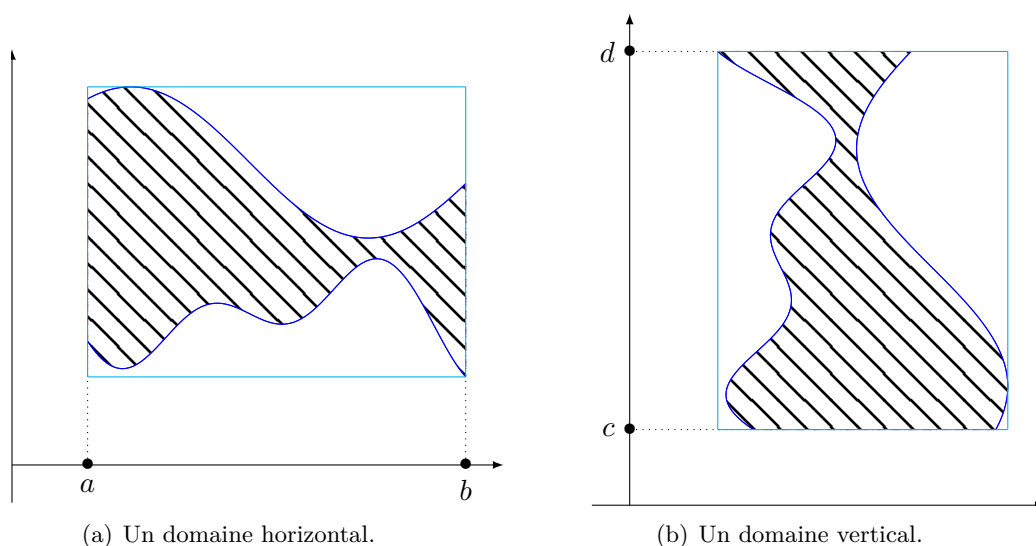 a
b
(a) Un domaine horizontal.
d
c
(b) Un domaine vertical.